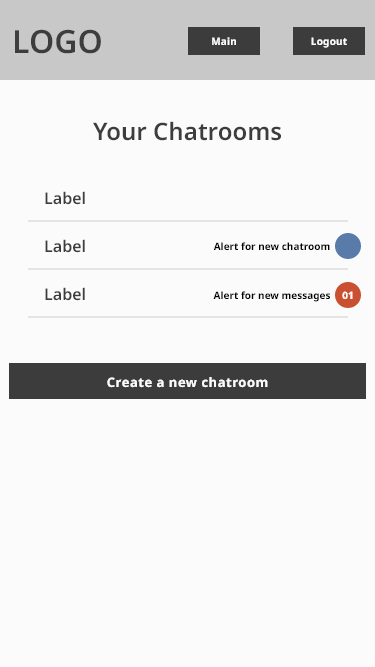 LOGO
Main
Logout
Your Chatrooms
Label
Label
Alert for new chatroom
Label
Alert for new messages
01
Create a new chatroom